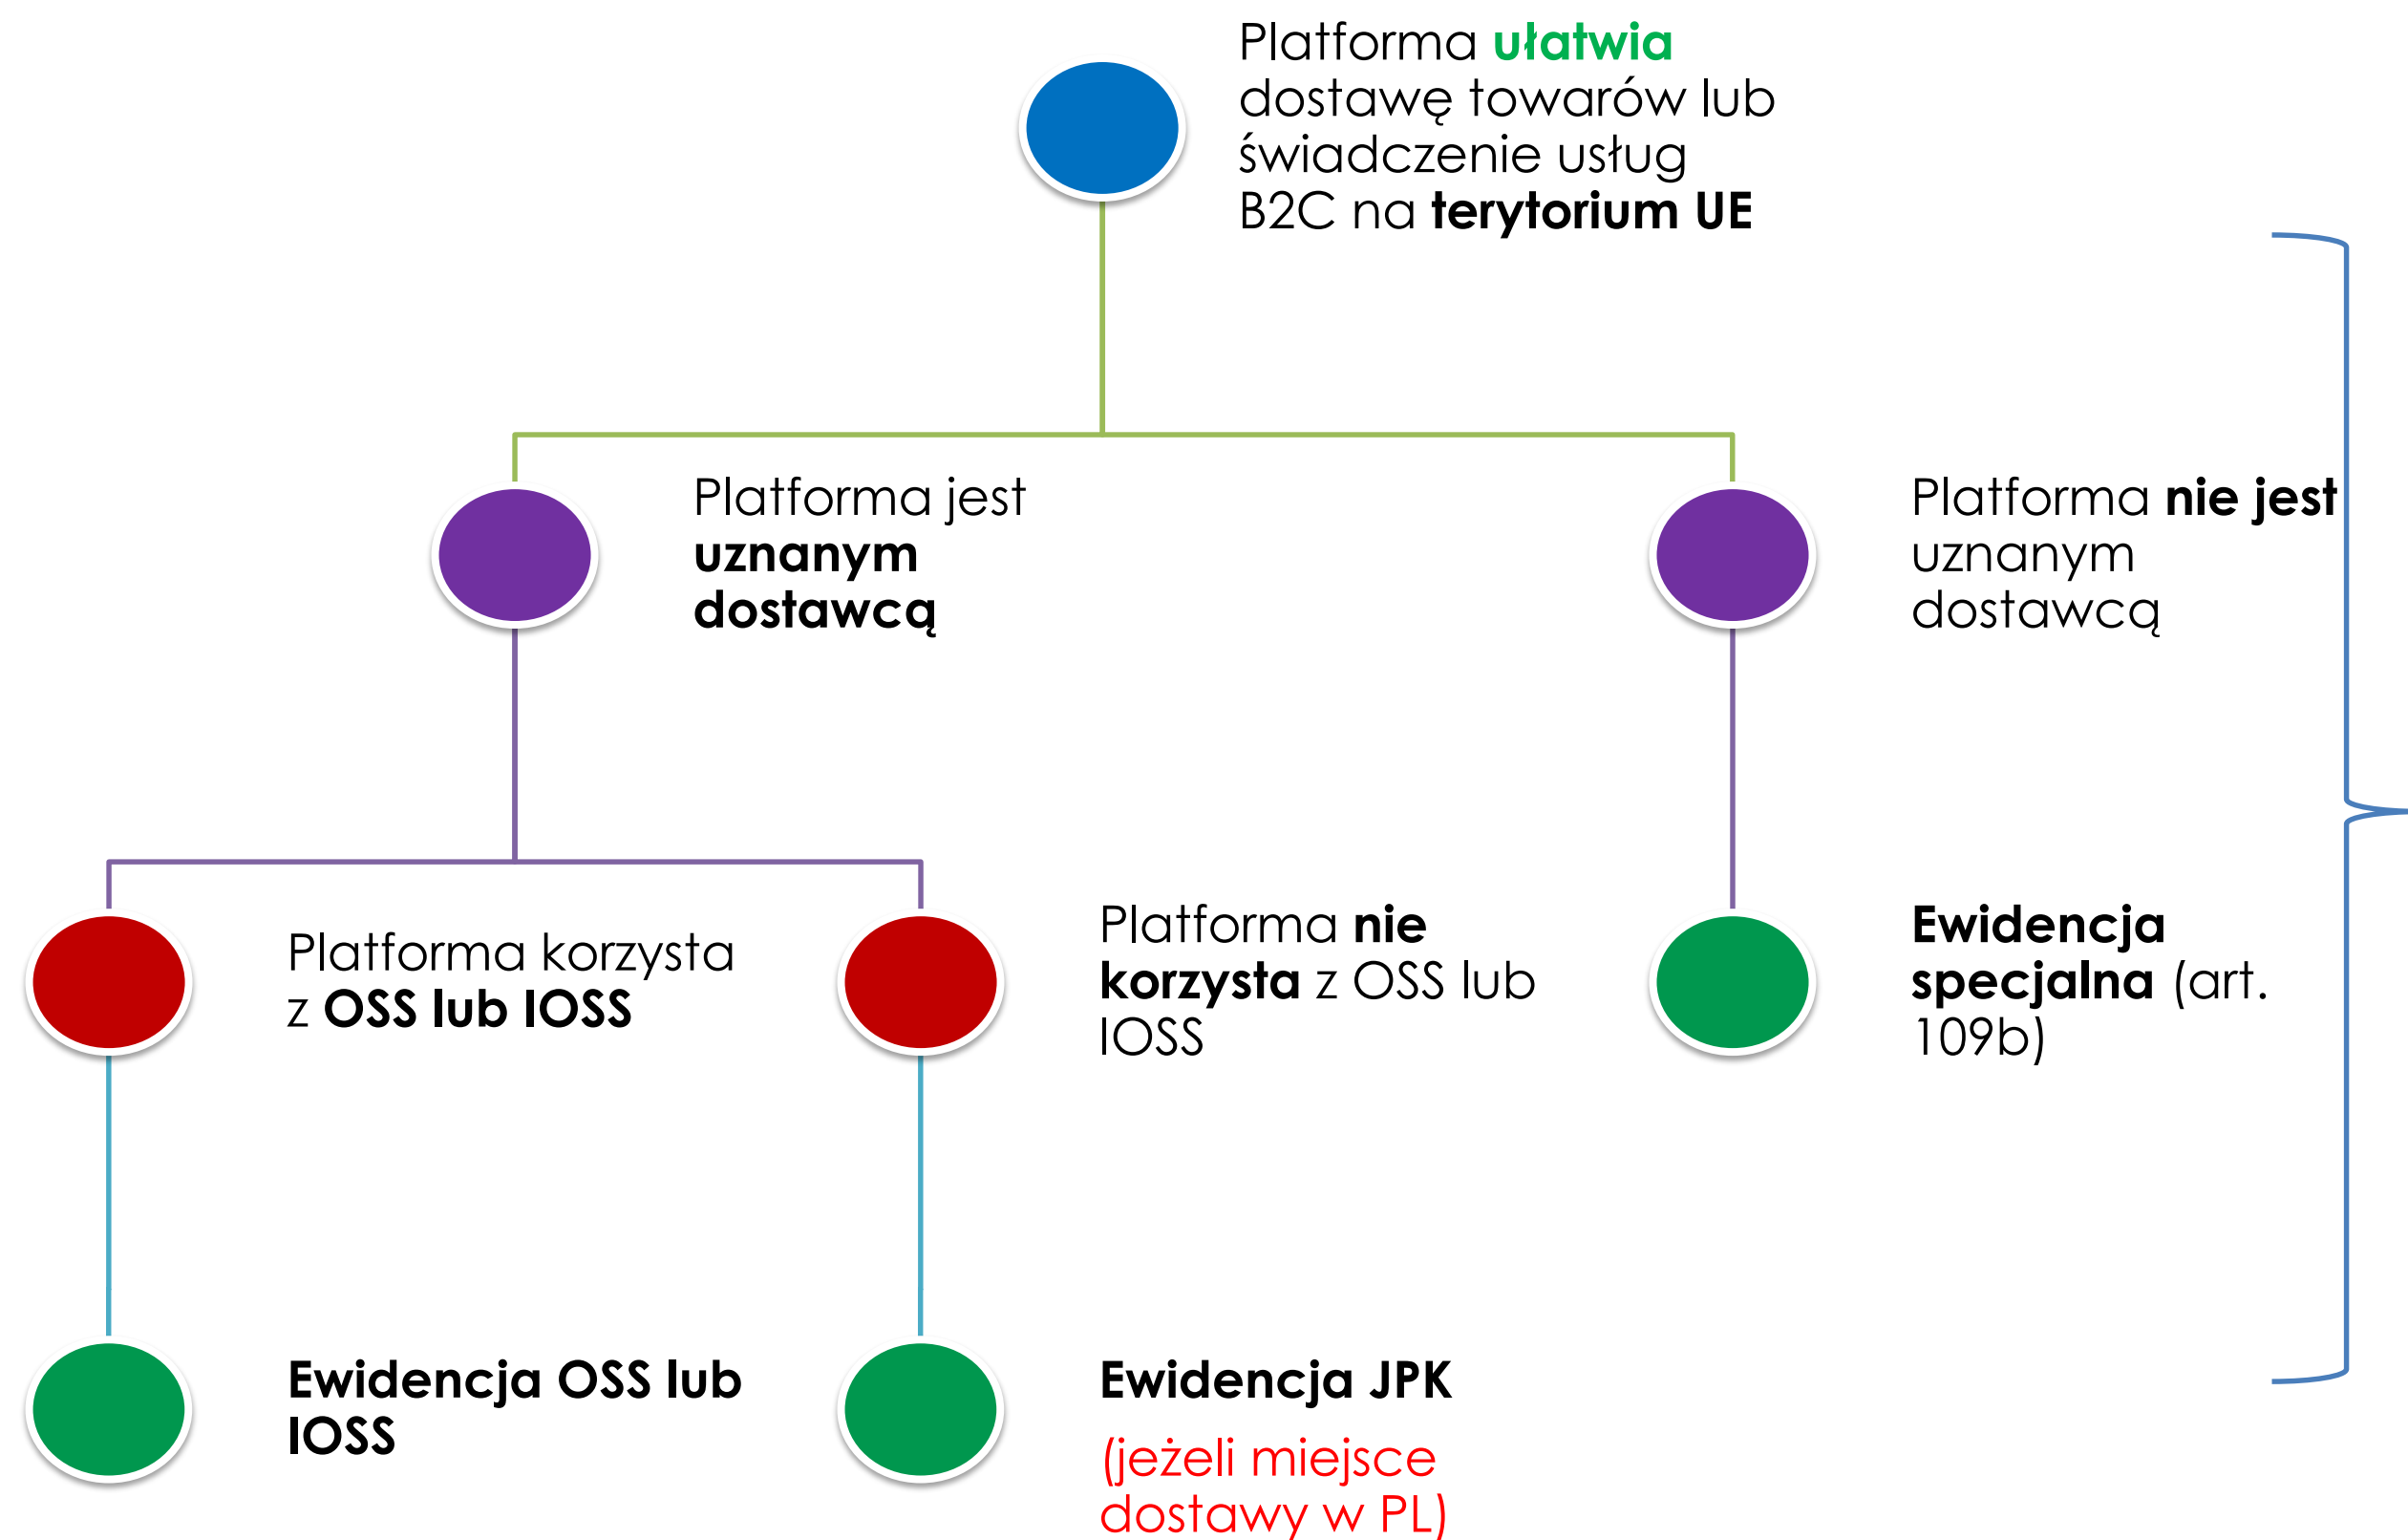 Platforma ułatwia
dostawę towarów lub
świadczenie usług
B2C na terytorium UE
Platforma jest
uznanym
dostawcą
Platforma nie jest
uznanym
dostawcą
Platforma korzysta
z OSS lub IOSS
Platforma nie
korzysta z OSS lub
IOSS
Ewidencja
specjalna (art.
109b)
Ewidencja OSS lub
IOSS
Ewidencja JPK
(jeżeli miejsce
dostawy w PL)